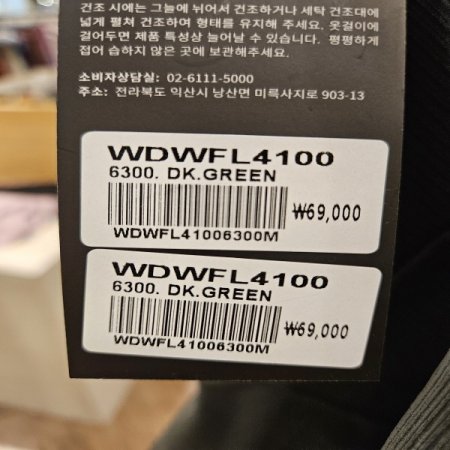 건조 시에는 그늘에 뉘어서 건조하거나 세탁 건조대에
넓게 펼쳐 건조하여 형태를 유지해 주세요. 옷걸이에
걸어두면 제품 특성상 늘어날 수 있습니다. 평평하게
접어 습하지 않은 곳에 보관해주세요.
소비자상담실: 02-6111-5000
주소: 전라북도 익산시 낭산면 미륵사지로 903-13
WDWFL4100
6300. DK.GREEN
₩69,000
WDWFL41006300M
WDWFL4100
6300. DK.GREEN
₩69,000
WDWFL41006300M